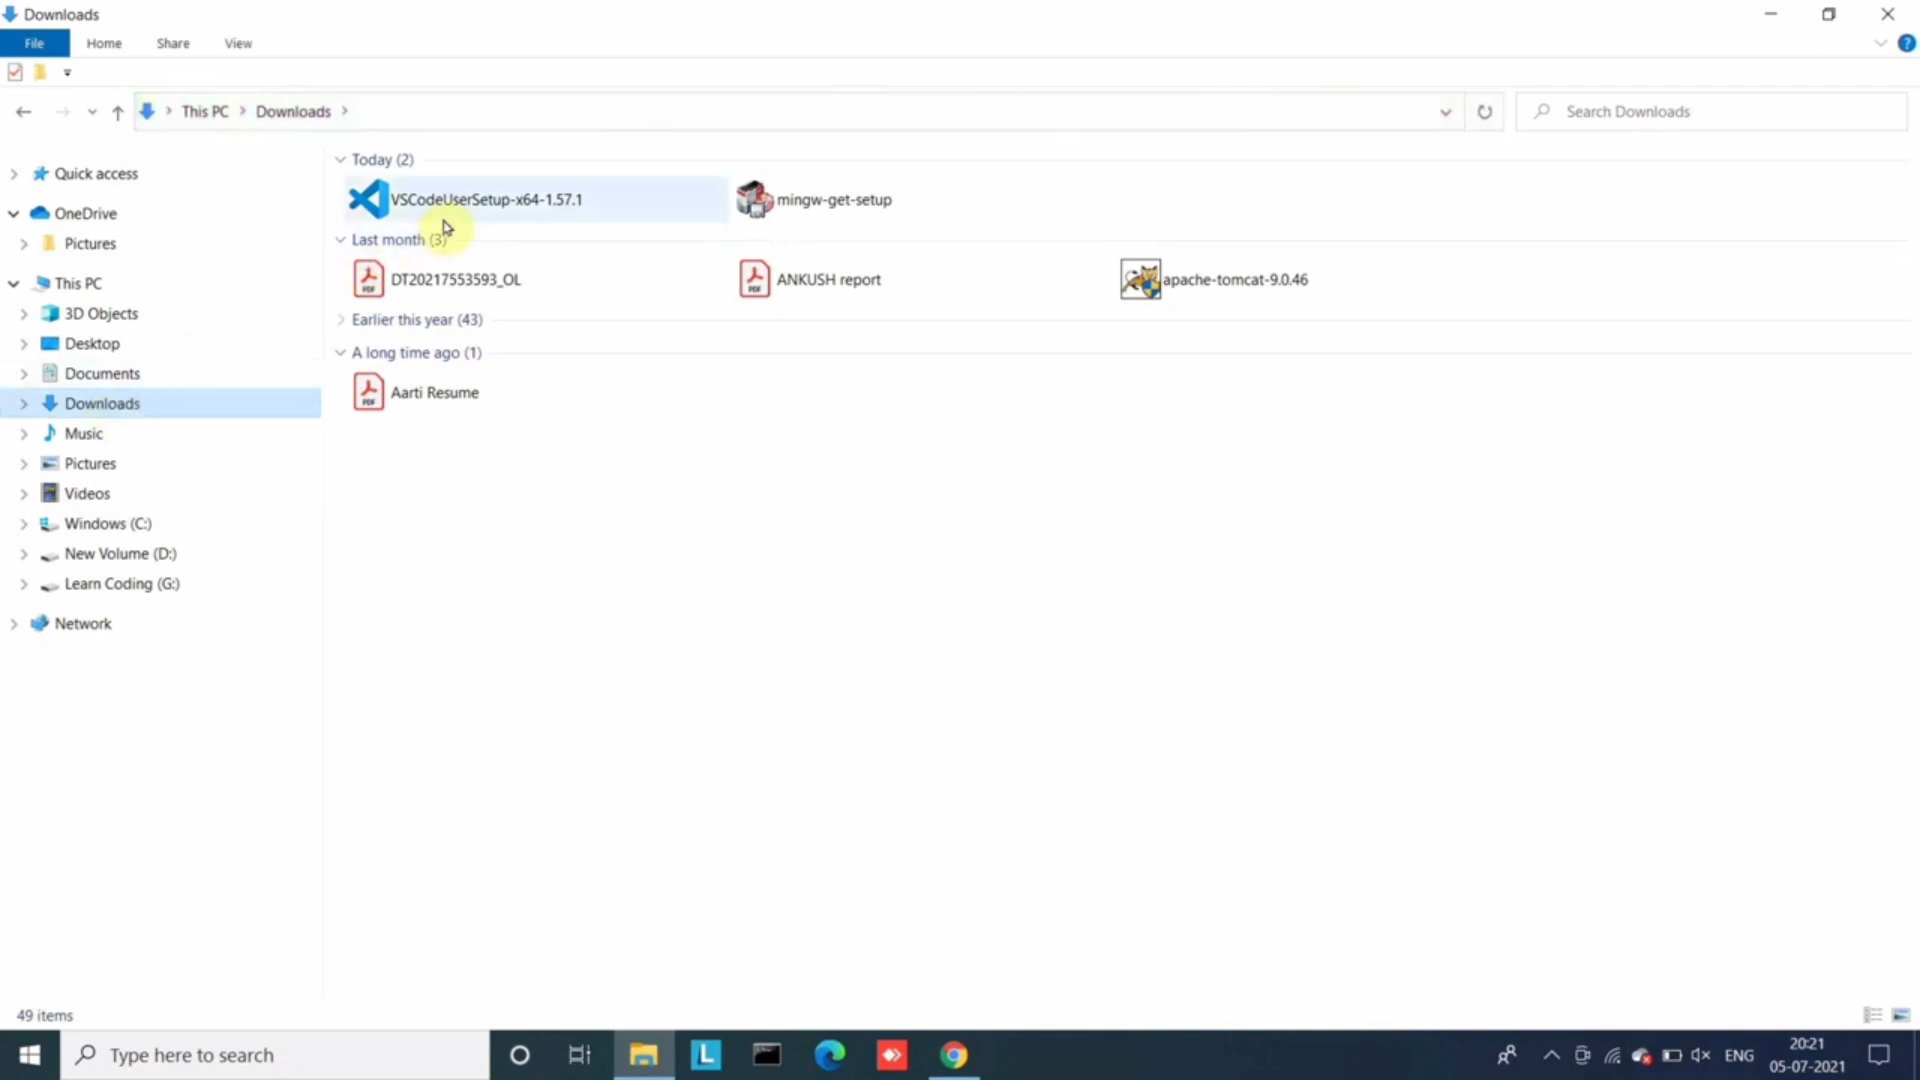 Downloads
File Home Share View
This PC Downloads
Search Downloads
Quick access
OneDrive
Pictures
This PC
3D Objects
Desktop
Documents
Downloads
Music
Pictures
Videos
Windows (C:)
New Volume (D:)
Learn Coding (G:)
Network
Today (2)
VSCodeUserSetup-x64-1.57.1 mingw-get-setup
Last month (3)
DT20217553593_OL ANKUSH report apache-tomcat-9.0.46
Earlier this year (43)
A long time ago (1)
Aarti Resume
49 items
Type here to search
ENG
20:21
05-07-2021